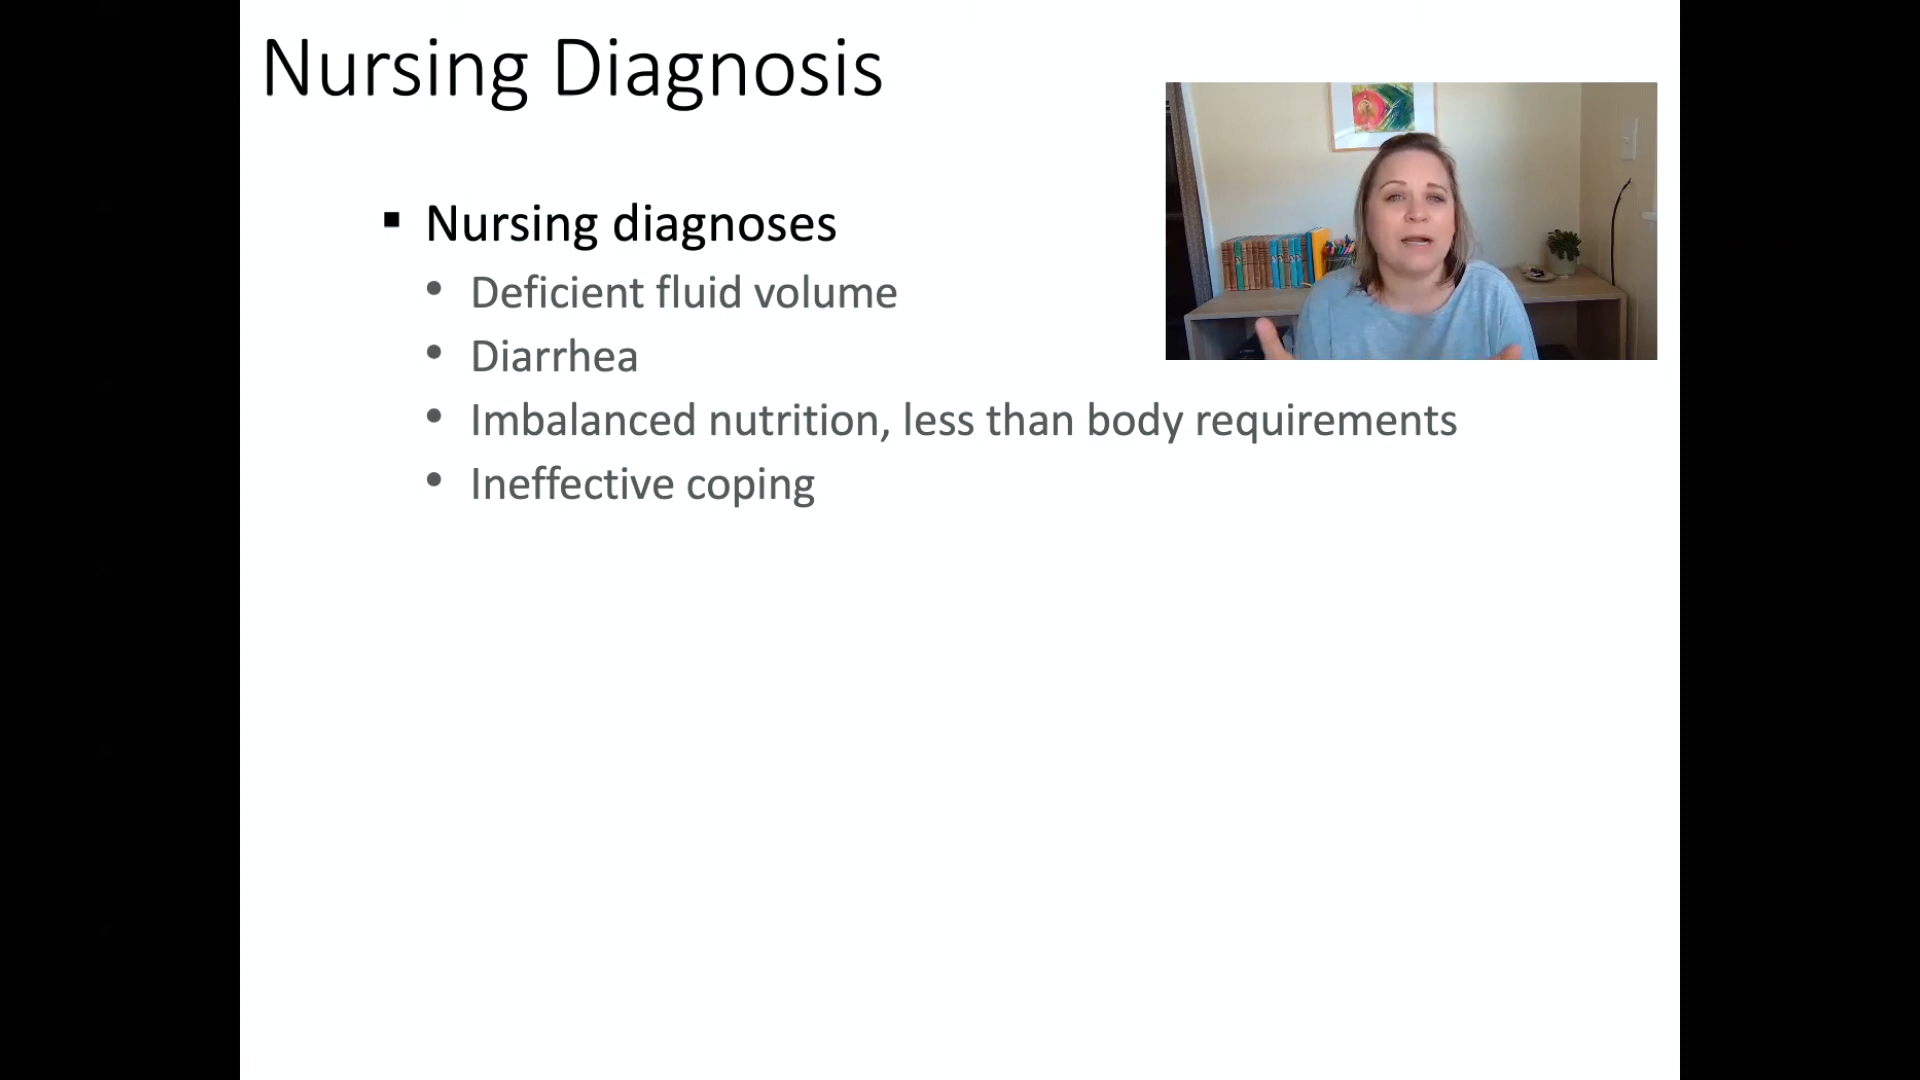 Nursing Diagnosis
▪ Nursing diagnoses
• Deficient fluid volume
• Diarrhea
• Imbalanced nutrition, less than body requirements
• Ineffective coping